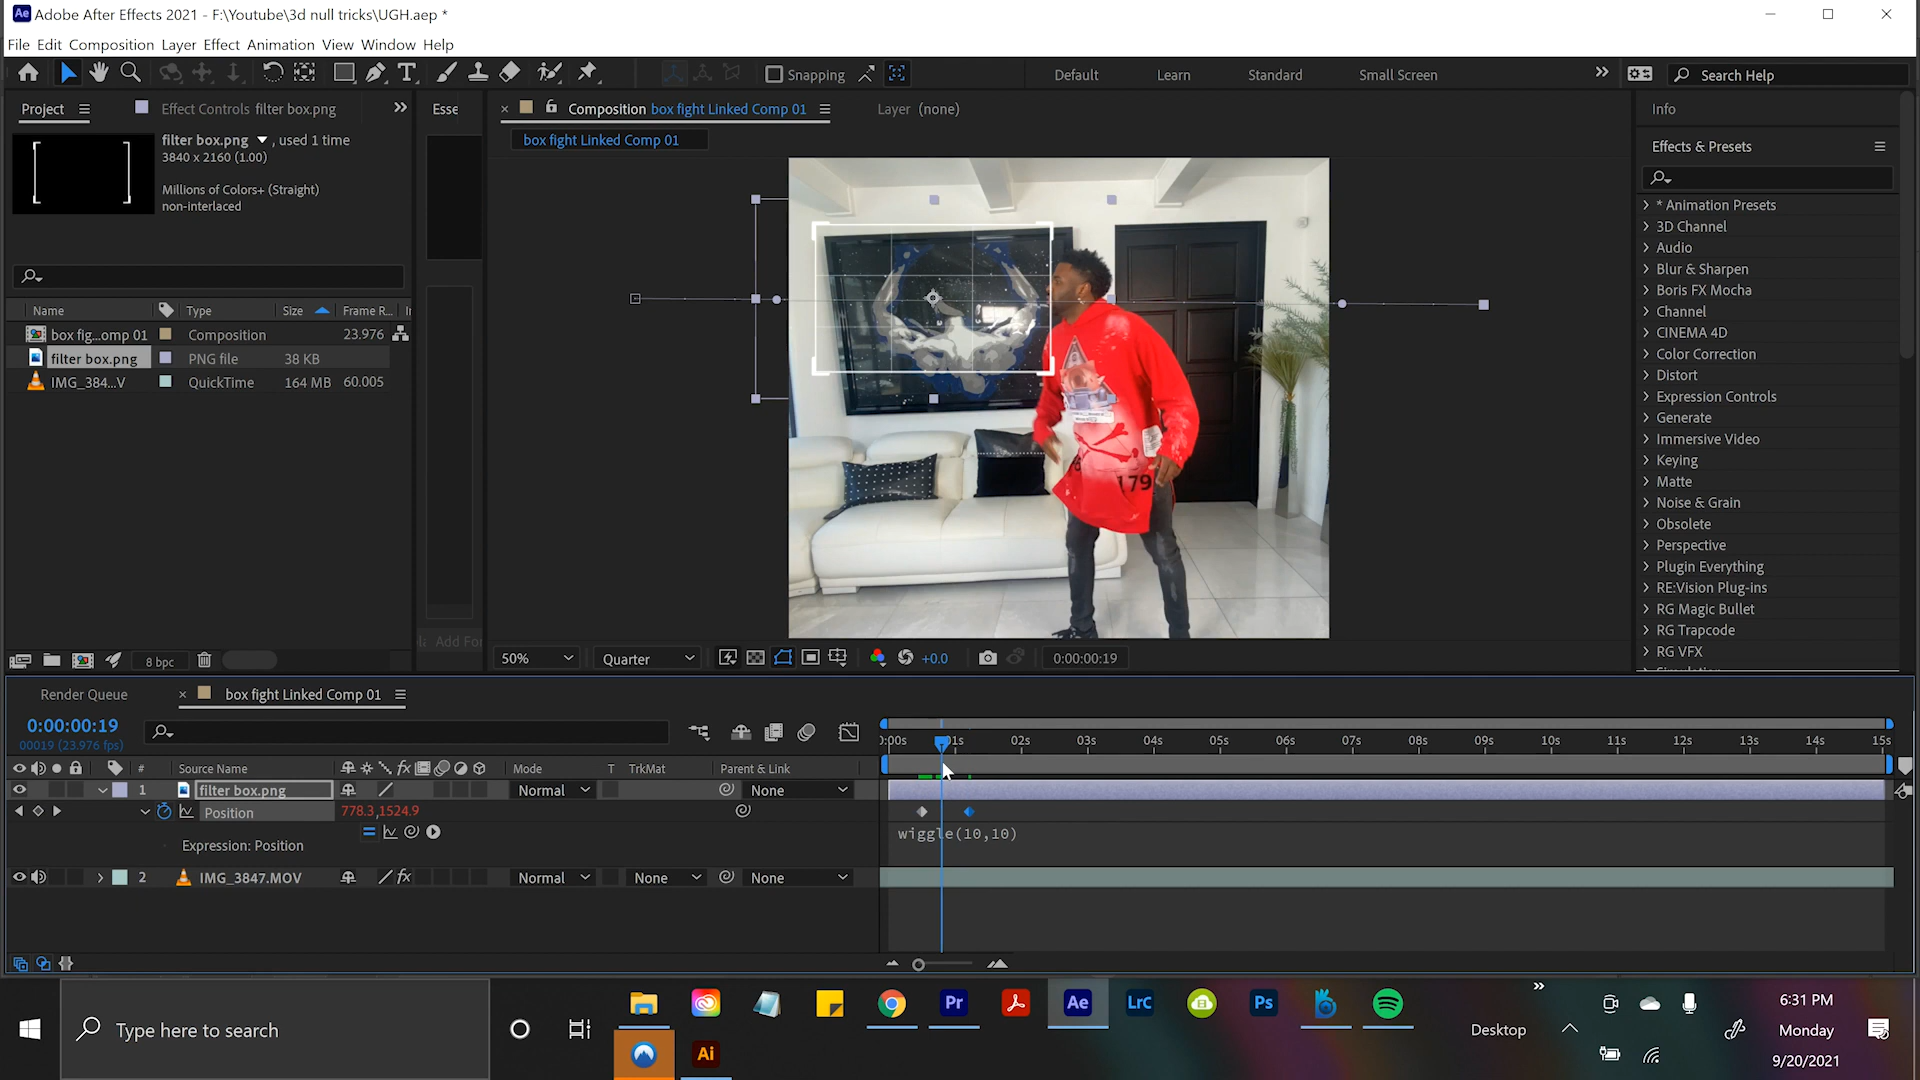 Ae Adobe After Effects 2021 - F:\Youtube\3d null tricks\UGH.aep *
File Edit Composition Layer Effect Animation View Window Help
Snapping
Default Learn Standard Small Screen
Search Help
Project
Effect Controls filter box.png
Esse
Composition box fight Linked Comp 01
Layer (none)
box fight Linked Comp 01
filter box.png , used 1 time
3840 x 2160 (1.00)
Millions of Colors+ (Straight)
non-interlaced
Name Type Size Frame R...
box fig...omp 01 Composition 23.976
filter box.png PNG file 38 KB
IMG_384...V QuickTime 164 MB 60.005
8 bpc
Add Fo
179
50% Quarter +0.0 0:00:00:19
Info
Effects & Presets
* Animation Presets
3D Channel
Audio
Blur & Sharpen
Boris FX Mocha
Channel
CINEMA 4D
Color Correction
Distort
Expression Controls
Generate
Immersive Video
Keying
Matte
Noise & Grain
Obsolete
Perspective
Plugin Everything
RE:Vision Plug-ins
RG Magic Bullet
RG Trapcode
RG VFX
Render Queue
box fight Linked Comp 01
0:00:00:19
00019 (23.976 fps)
0:00s 01s 02s 03s 04s 05s 06s 07s 08s 09s 10s 11s 12s 13s 14s 15s
# Source Name fx Mode T TrkMat Parent & Link
1 filter box.png Normal None
Position 778.3,1524.9
wiggle(10,10)
Expression: Position
2 IMG_3847.MOV fx Normal None None
Type here to search
Pr Ae LrC Ps
Ai
Desktop
6:31 PM
Monday
9/20/2021